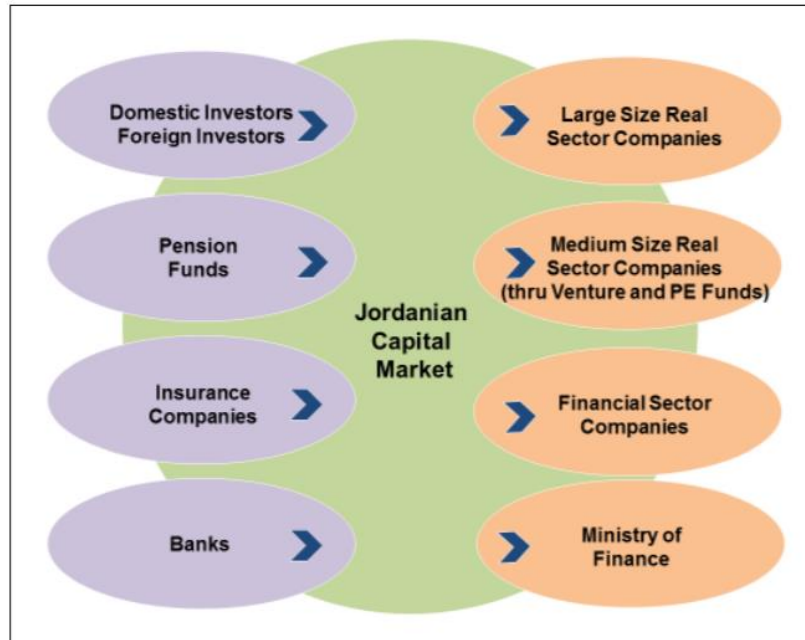 Domestic Investors
Foreign Investors
Large Size Real
Sector Companies
Pension
Funds
Medium Size Real
Sector Companies
(thru Venture and PE Funds)
Jordanian
Capital
Market
Insurance
Companies
Financial Sector
Companies
Banks
Ministry of
Finance